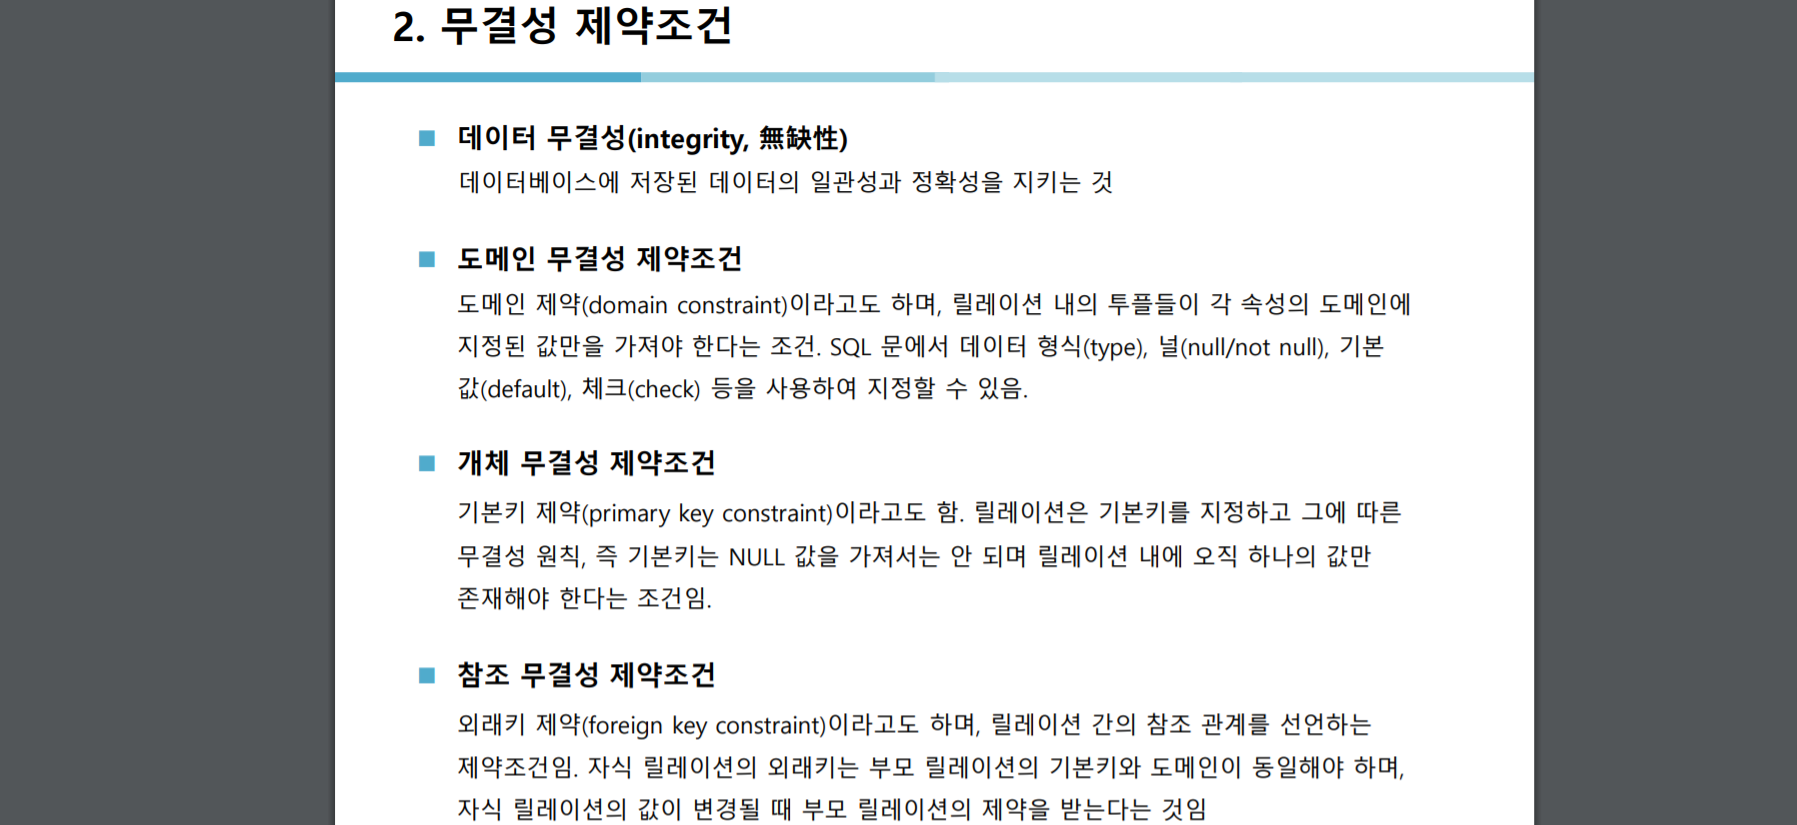 2. 무결성 제약조건
데이터 무결성(integrity, 無缺性)
데이터베이스에 저장된 데이터의 일관성과 정확성을 지키는 것
도메인 무결성 제약조건
도메인 제약(domain constraint)이라고도 하며, 릴레이션 내의 투플들이 각 속성의 도메인에
지정된 값만을 가져야 한다는 조건. SQL 문에서 데이터 형식(type), 널(null/not null), 기본
값(default), 체크(check) 등을 사용하여 지정할 수 있음.
개체 무결성 제약조건
기본키 제약(primary key constraint)이라고도 함. 릴레이션은 기본키를 지정하고 그에 따른
무결성 원칙, 즉 기본키는 NULL 값을 가져서는 안 되며 릴레이션 내에 오직 하나의 값만
존재해야 한다는 조건임.
참조 무결성 제약조건
외래키 제약(foreign key constraint)이라고도 하며, 릴레이션 간의 참조 관계를 선언하는
제약조건임. 자식 릴레이션의 외래키는 부모 릴레이션의 기본키와 도메인이 동일해야 하며,
자식 릴레이션의 값이 변경될 때 부모 릴레이션의 제약을 받는다는 것임